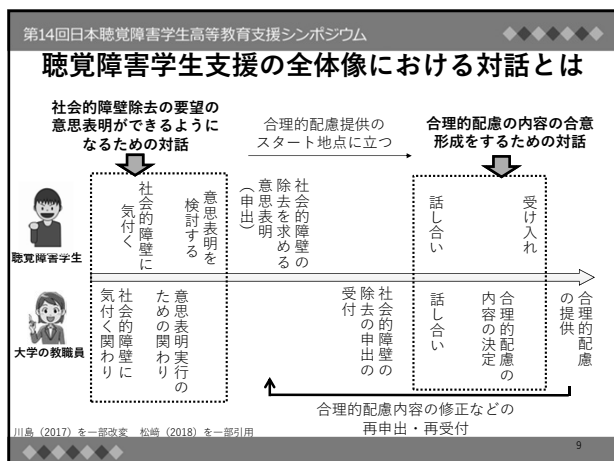 第14回日本聴覚障害学生高等教育支援シンポジウム
聴覚障害学生支援の全体像における対話とは
社会的障壁除去の要望の
意思表明ができるように
なるための対話
合理的配慮提供の
スタート地点に立つ
合理的配慮の内容の合意
形成をするための対話
社会的障壁に
気付く
意思表明を
検討する
社会的障壁の
除去を求める
意思表明
（申出）
話し合い
受け入れ
聴覚障害学生
大学の教職員
社会的障壁に
気付く関わり
意思表明実行の
ための関わり
社会的障壁の
除去の申出の
受付
話し合い
合理的配慮の
内容の決定
合理的配慮
の提供
合理的配慮内容の修正などの
再申出・再受付
川島（2017）を一部改変　松﨑（2018）を一部引用
9